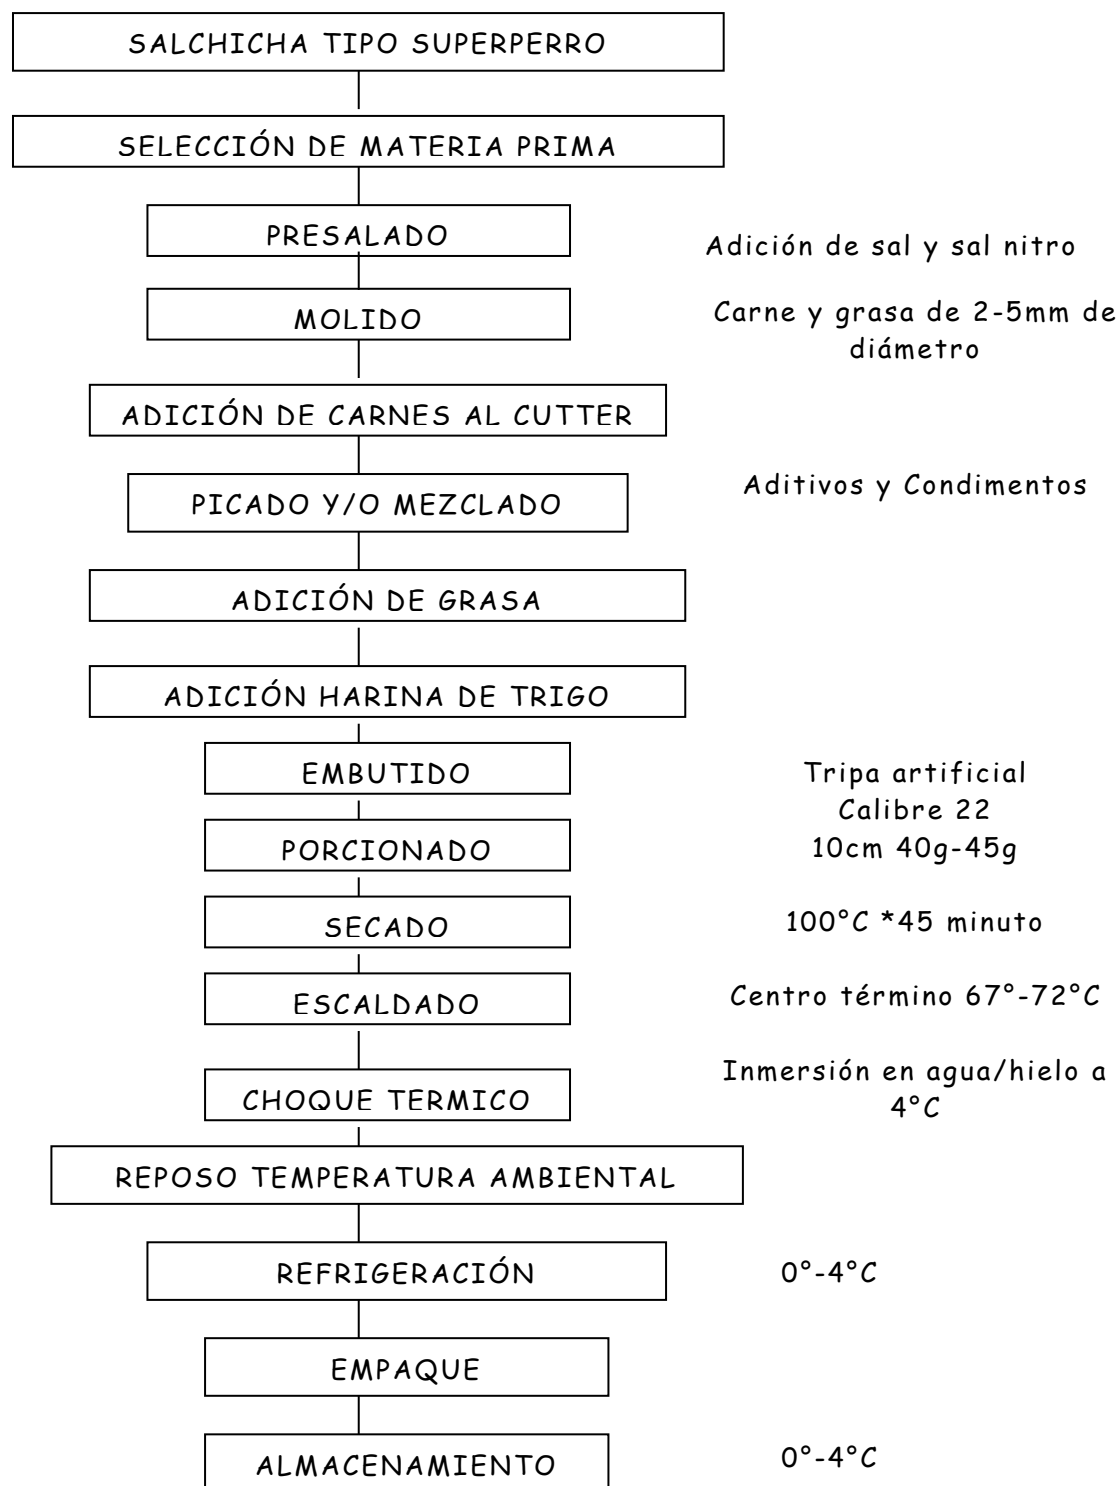 SALCHICHA TIPO SUPERPERRO
SELECCIÓN DE MATERIA PRIMA
PRESALADO
Adición de sal y sal nitro
MOLIDO
Carne y grasa de 2-5mm de
diámetro
ADICIÓN DE CARNES AL CUTTER
PICADO Y/O MEZCLADO
Aditivos y Condimentos
ADICIÓN DE GRASA
ADICIÓN HARINA DE TRIGO
EMBUTIDO
Tripa artificial
Calibre 22
PORCIONADO
10cm 40g-45g
SECADO
100°C *45 minuto
ESCALDADO
Centro término 67°-72°C
CHOQUE TERMICO
Inmersión en agua/hielo a
4°C
REPOSO TEMPERATURA AMBIENTAL
REFRIGERACIÓN
0°-4°C
EMPAQUE
ALMACENAMIENTO
0°-4°C